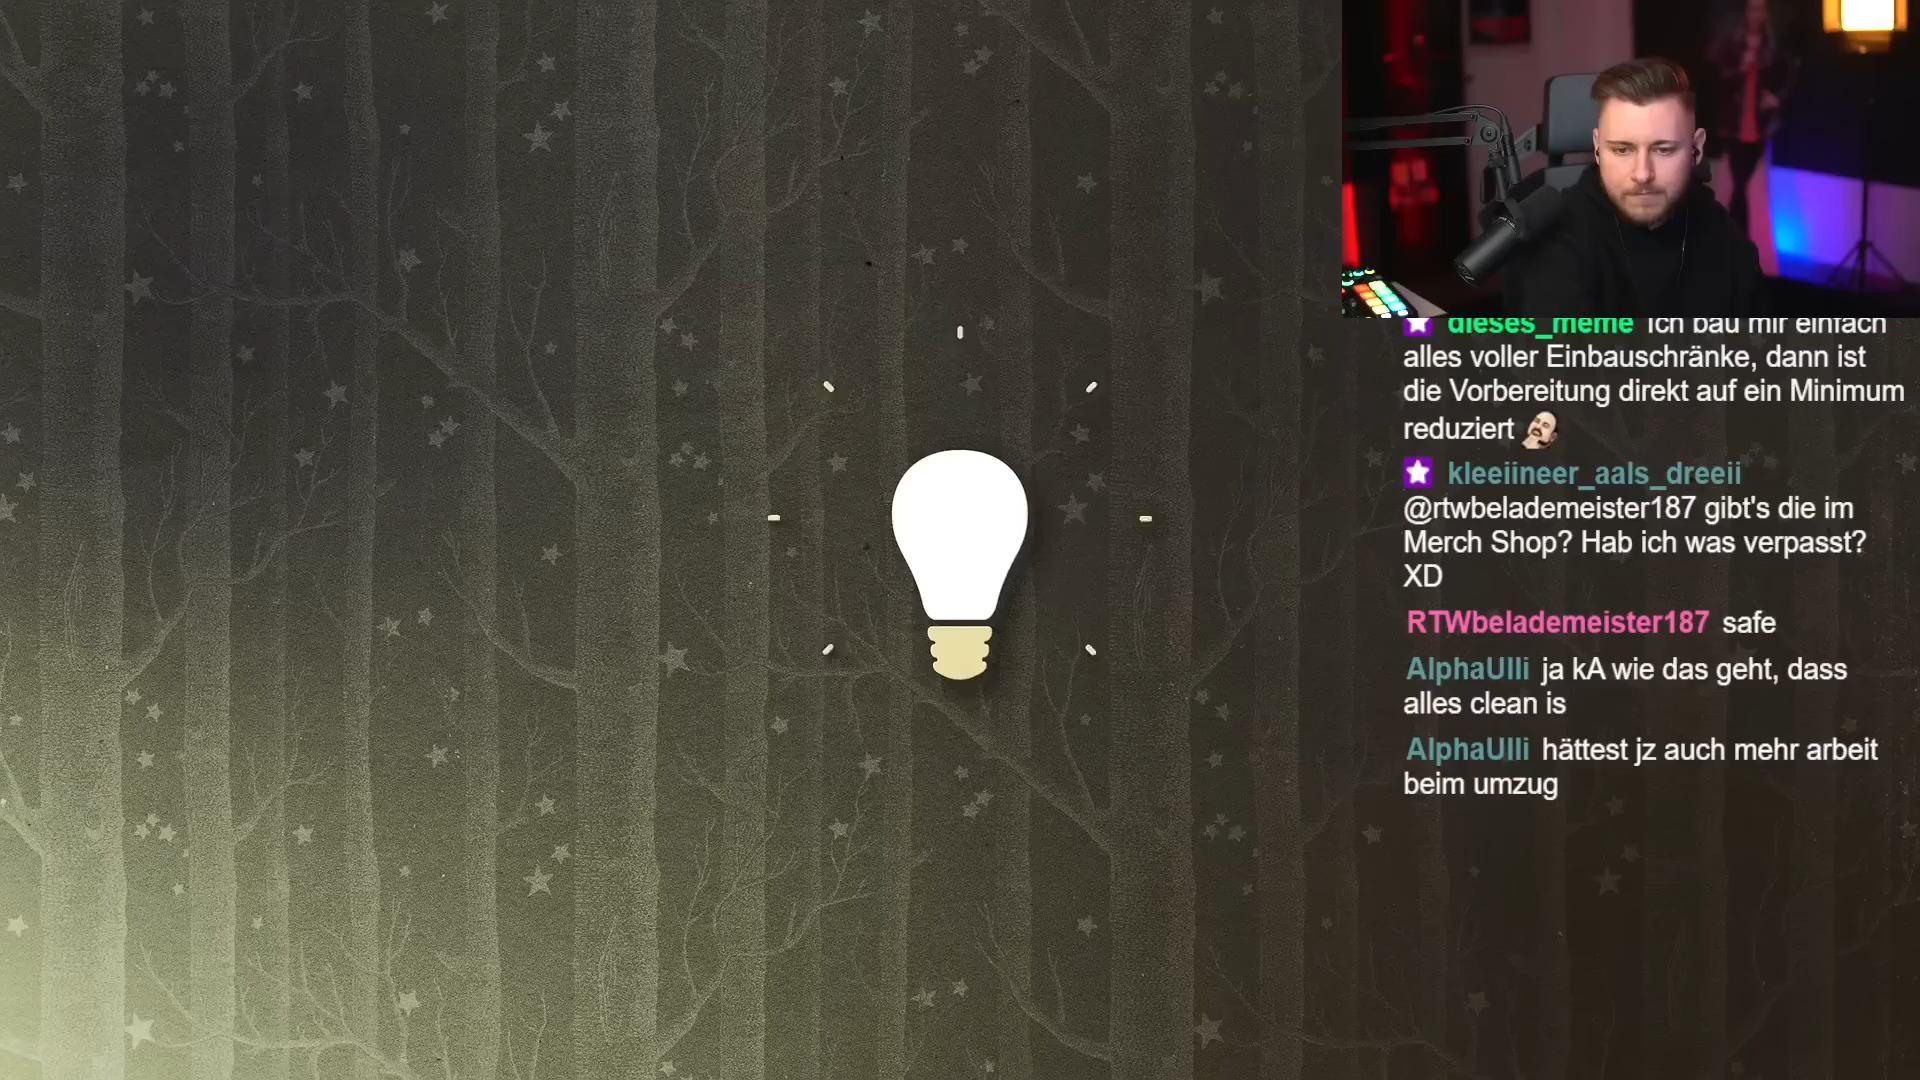 dieses_meme Ich bau mir einfach
alles voller Einbauschränke, dann ist
die Vorbereitung direkt auf ein Minimum
reduziert
kleeiineer_aals_dreeii
@rtwbelademeister187 gibt's die im
Merch Shop? Hab ich was verpasst?
XD
RTWbelademeister187 safe
AlphaUlli ja kA wie das geht, dass
alles clean is
AlphaUlli hättest jz auch mehr arbeit
beim umzug